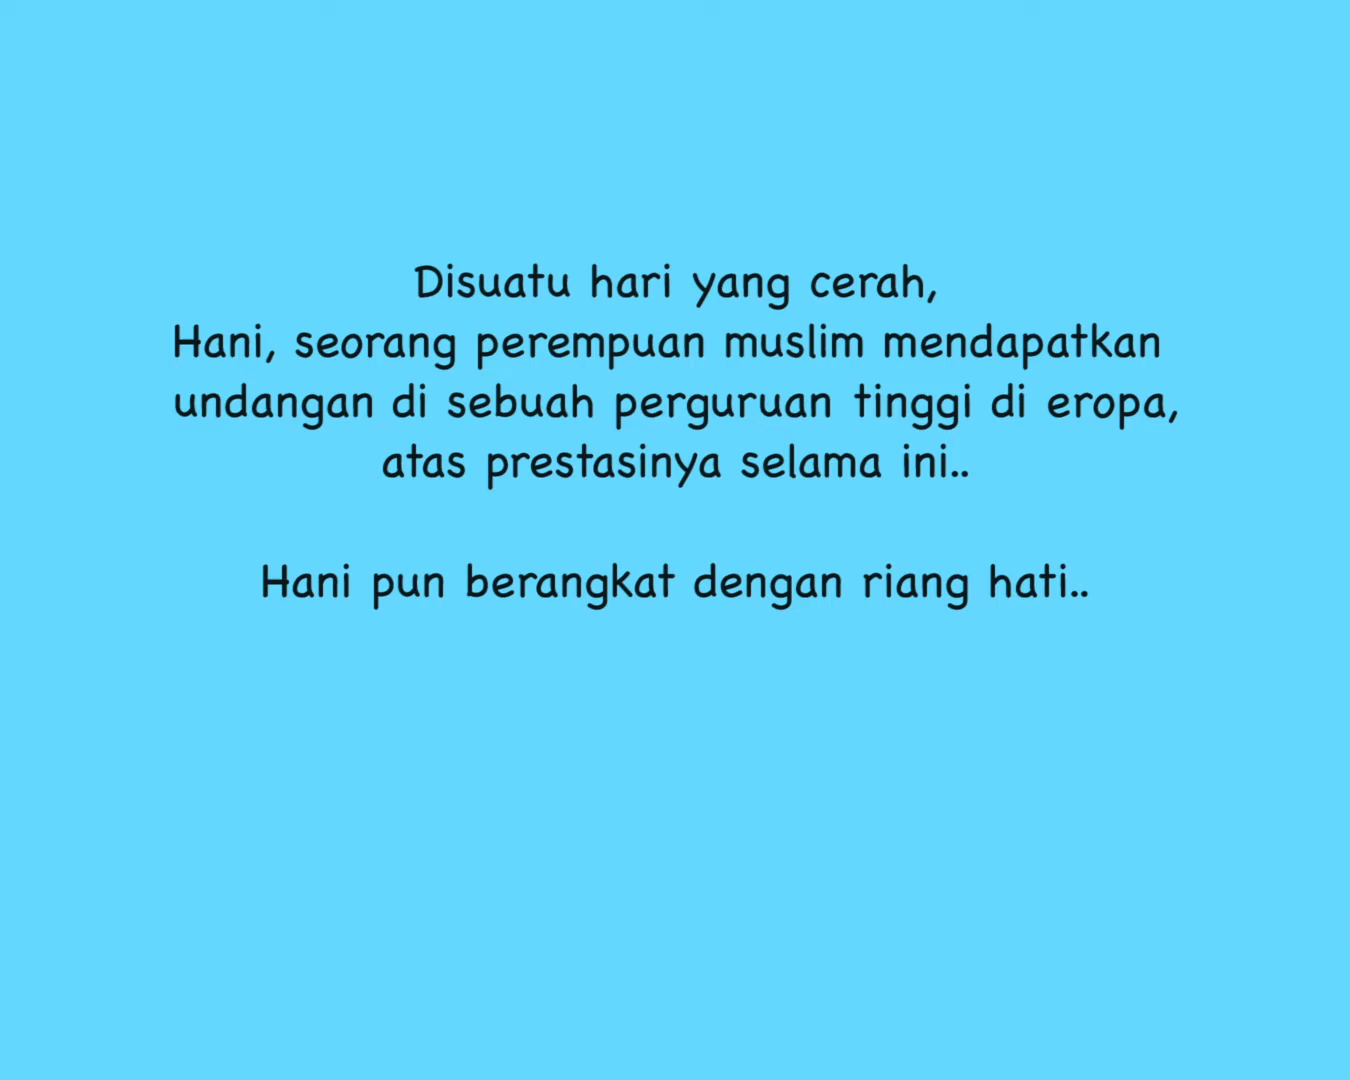 Disuatu hari yang cerah,
Hani, seorang perempuan muslim mendapatkan
undangan di sebuah perguruan tinggi di eropa,
atas prestasinya selama ini..
Hani pun berangkat dengan riang hati..